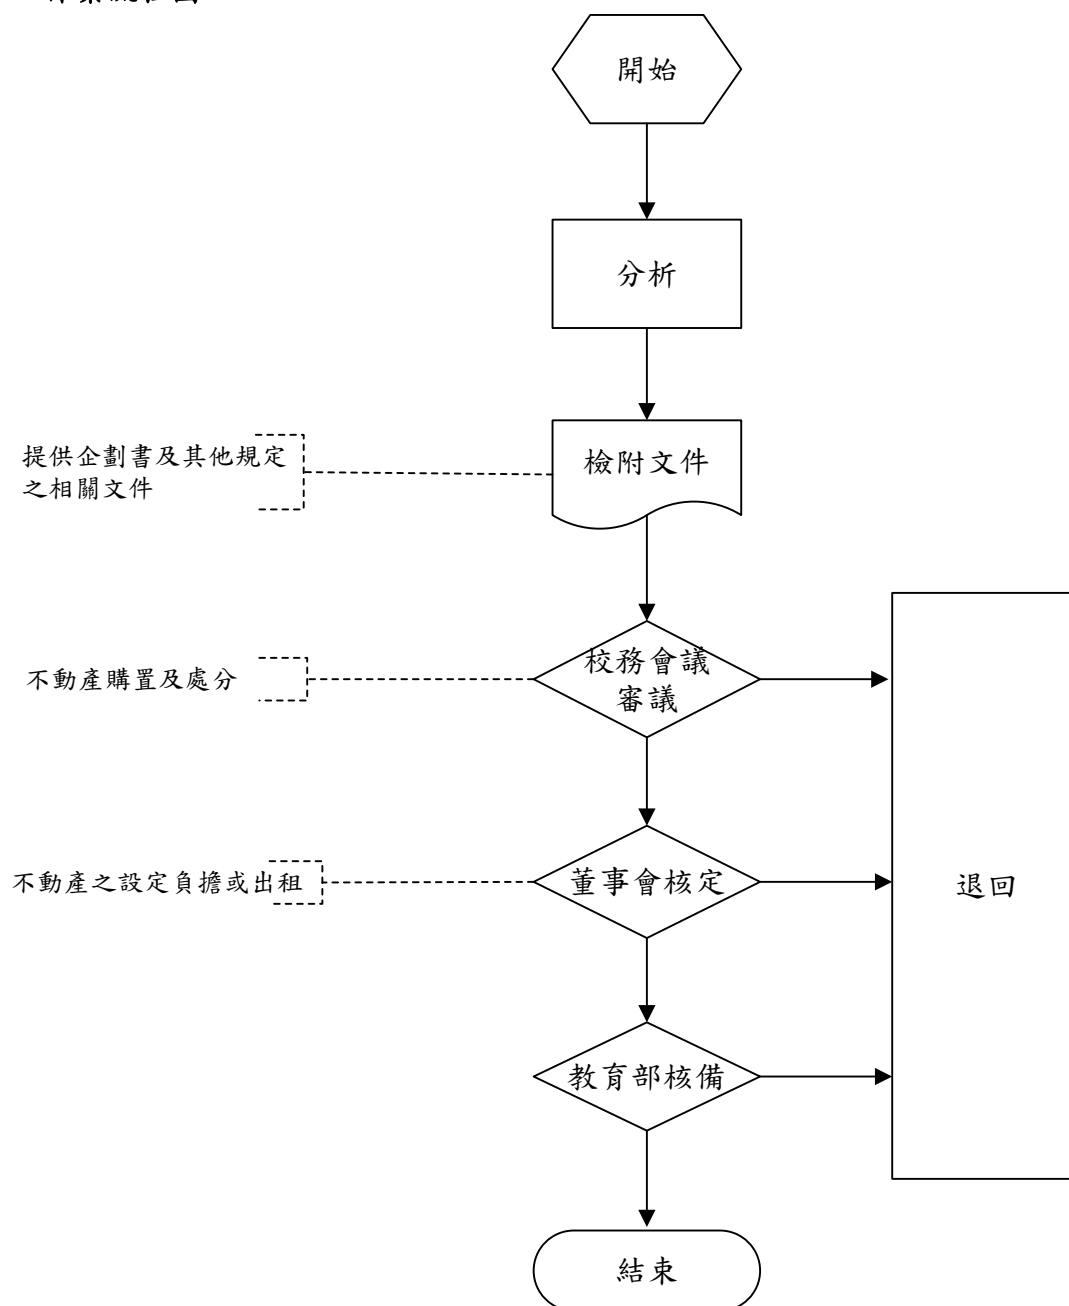 開始
分析
提供企劃書及其他規定
之相關文件
檢附文件
校務會議
審議
不動產購置及處分
董事會核定
不動產之設定負擔或出租
退回
教育部核備
結束